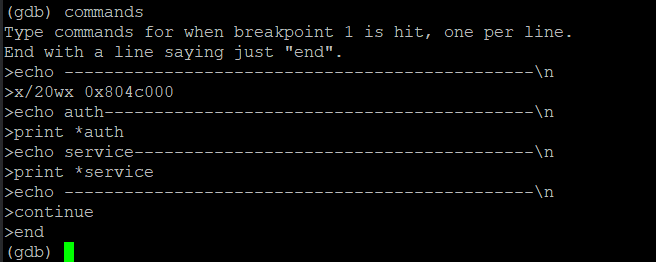 (gdb) commands
Type commands for when breakpoint 1 is hit, one per line.
End with a line saying just "end".
>echo -----------------------------------------------\n
>x/20wx 0x804c000
>echo auth-------------------------------------------\n
>print *auth
>echo service----------------------------------------\n
>print *service
>echo -----------------------------------------------\n
>continue
>end
(gdb)